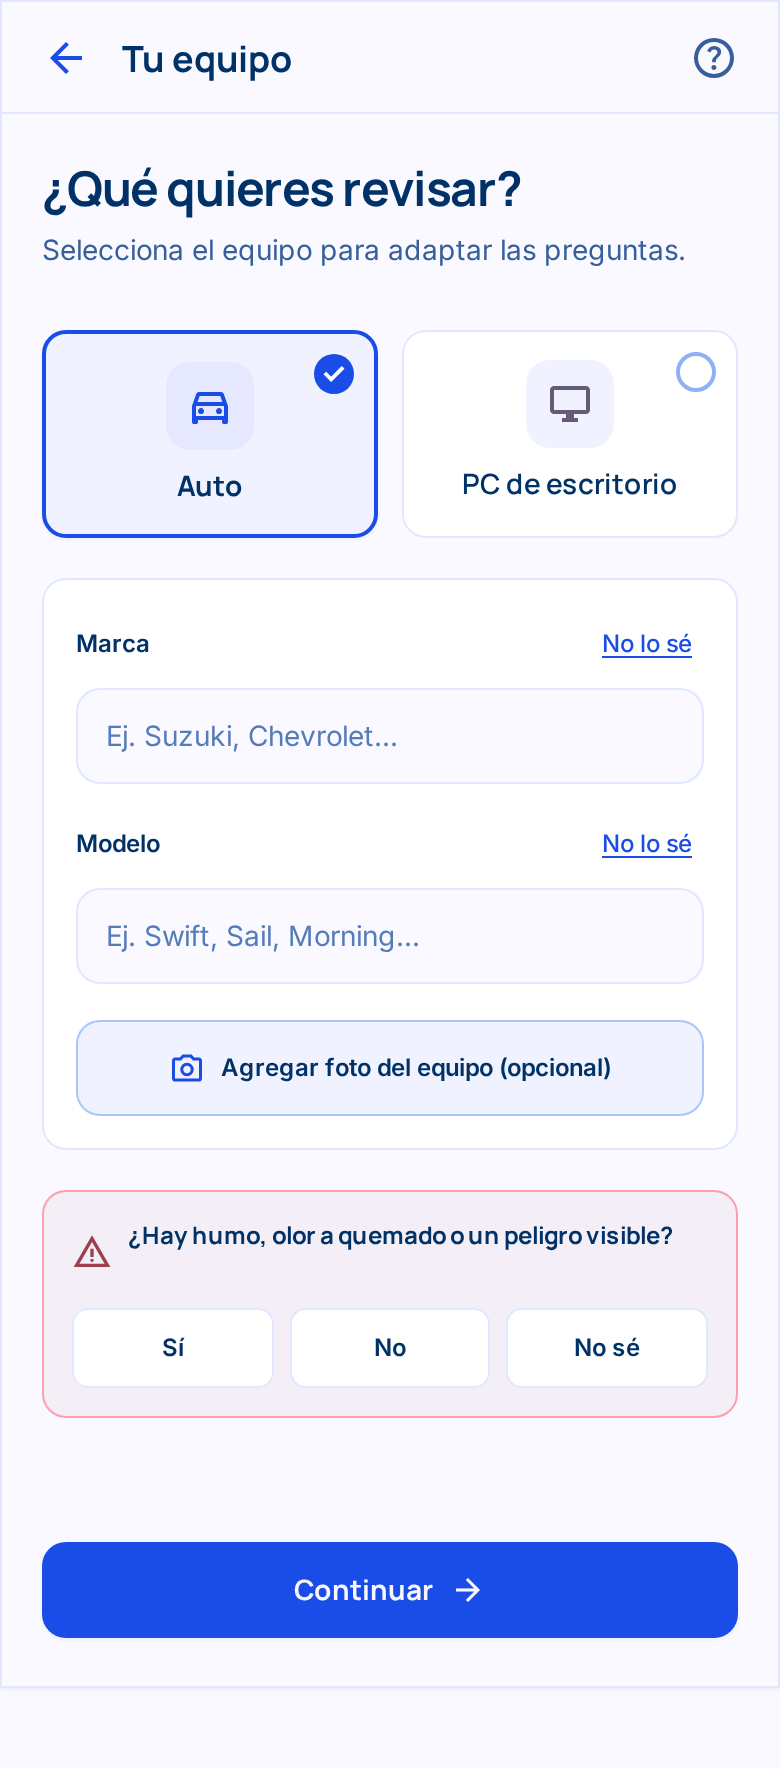 Tu equipo
¿Qué quieres revisar?
Selecciona el equipo para adaptar las preguntas.
Auto
PC de escritorio
Marca
No lo sé
Ej. Suzuki, Chevrolet...
Modelo
No lo sé
Ej. Swift, Sail, Morning...
Agregar foto del equipo (opcional)
¿Hay humo, olor a quemado o un peligro visible?
Sí
No
No sé
Continuar